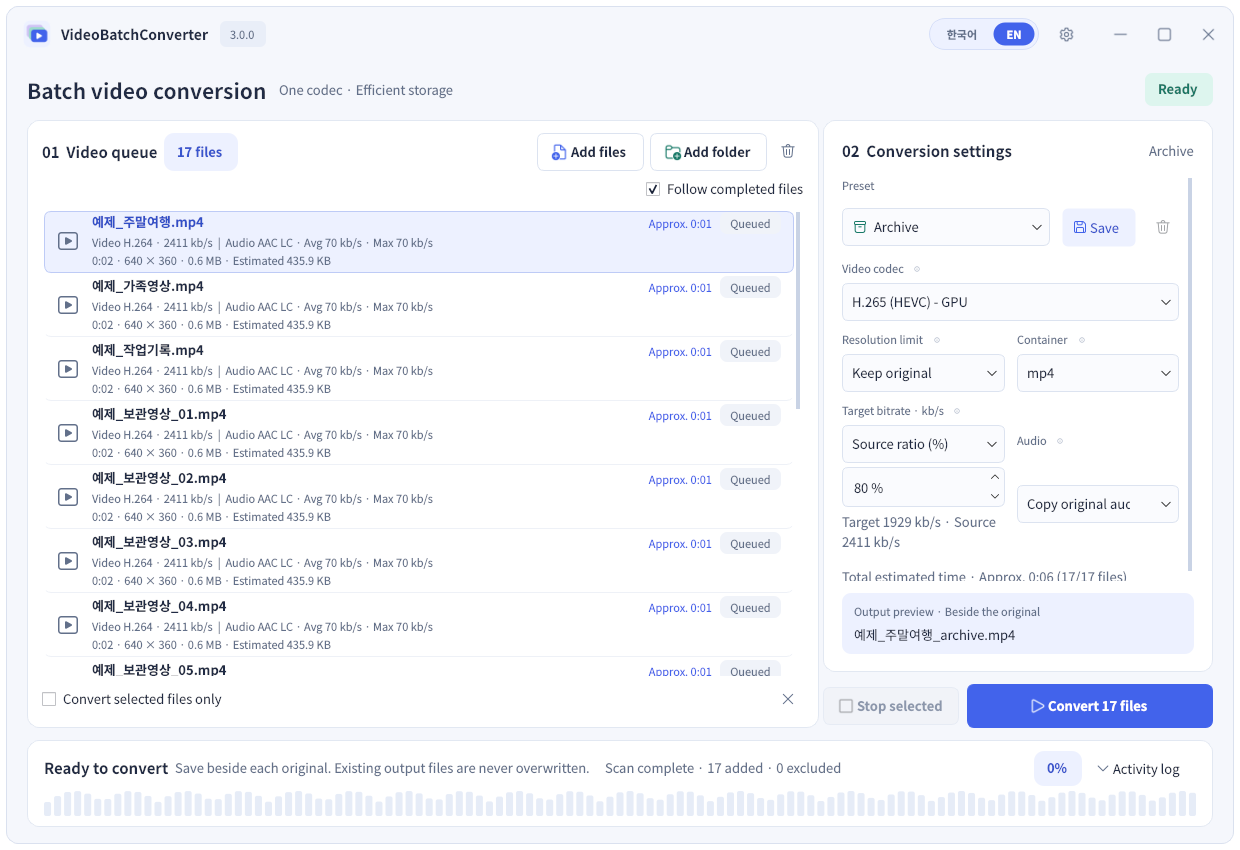 VideoBatchConverter 3.0.0
한국어 EN
Batch video conversion One codec · Efficient storage
Ready
01 Video queue 17 files
Add files Add folder
Follow completed files
예제_주말여행.mp4 Approx. 0:01 Queued
Video H.264 · 2411 kb/s | Audio AAC LC · Avg 70 kb/s · Max 70 kb/s
0:02 · 640 × 360 · 0.6 MB · Estimated 435.9 KB
예제_가족영상.mp4 Approx. 0:01 Queued
Video H.264 · 2411 kb/s | Audio AAC LC · Avg 70 kb/s · Max 70 kb/s
0:02 · 640 × 360 · 0.6 MB · Estimated 435.9 KB
예제_작업기록.mp4 Approx. 0:01 Queued
Video H.264 · 2411 kb/s | Audio AAC LC · Avg 70 kb/s · Max 70 kb/s
0:02 · 640 × 360 · 0.6 MB · Estimated 435.9 KB
예제_보관영상_01.mp4 Approx. 0:01 Queued
Video H.264 · 2411 kb/s | Audio AAC LC · Avg 70 kb/s · Max 70 kb/s
0:02 · 640 × 360 · 0.6 MB · Estimated 435.9 KB
예제_보관영상_02.mp4 Approx. 0:01 Queued
Video H.264 · 2411 kb/s | Audio AAC LC · Avg 70 kb/s · Max 70 kb/s
0:02 · 640 × 360 · 0.6 MB · Estimated 435.9 KB
예제_보관영상_03.mp4 Approx. 0:01 Queued
Video H.264 · 2411 kb/s | Audio AAC LC · Avg 70 kb/s · Max 70 kb/s
0:02 · 640 × 360 · 0.6 MB · Estimated 435.9 KB
예제_보관영상_04.mp4 Approx. 0:01 Queued
Video H.264 · 2411 kb/s | Audio AAC LC · Avg 70 kb/s · Max 70 kb/s
0:02 · 640 × 360 · 0.6 MB · Estimated 435.9 KB
예제_보관영상_05.mp4 Approx. 0:01 Queued
Convert selected files only
02 Conversion settings Archive
Preset
Archive Save
Video codec
H.265 (HEVC) - GPU
Resolution limit Container
Keep original mp4
Target bitrate · kb/s
Source ratio (%) Audio
80 %
Copy original auc
Target 1929 kb/s · Source
2411 kb/s
Total estimated time · Approx. 0:06 (17/17 files)
Output preview · Beside the original
예제_주말여행_archive.mp4
Stop selected Convert 17 files
Ready to convert Save beside each original. Existing output files are never overwritten. Scan complete · 17 added · 0 excluded
0% Activity log